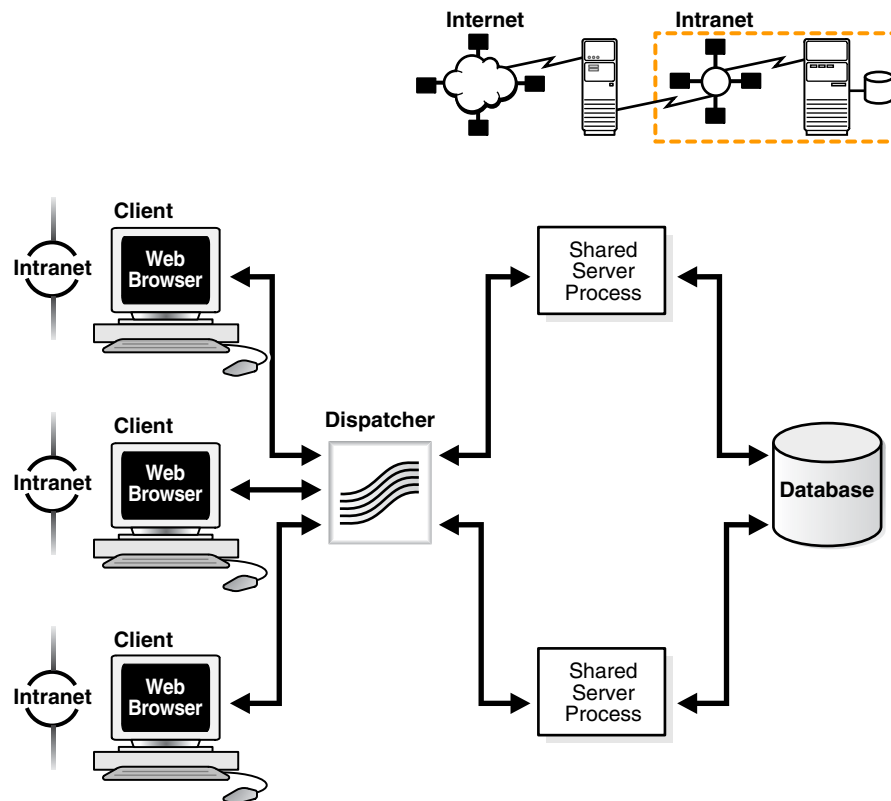 Internet
Intranet
Client
Intranet
Web
Browser
Shared
Server
Process
Client
Intranet
Web
Browser
Dispatcher
Database
Client
Intranet
Web
Browser
Shared
Server
Process